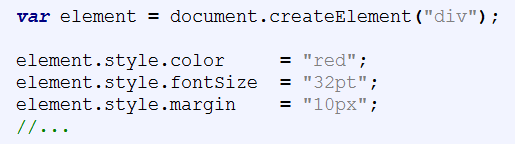 var element = document.createElement("div");
element.style.color    = "red";
element.style.fontSize = "32pt";
element.style.margin   = "10px";
//...